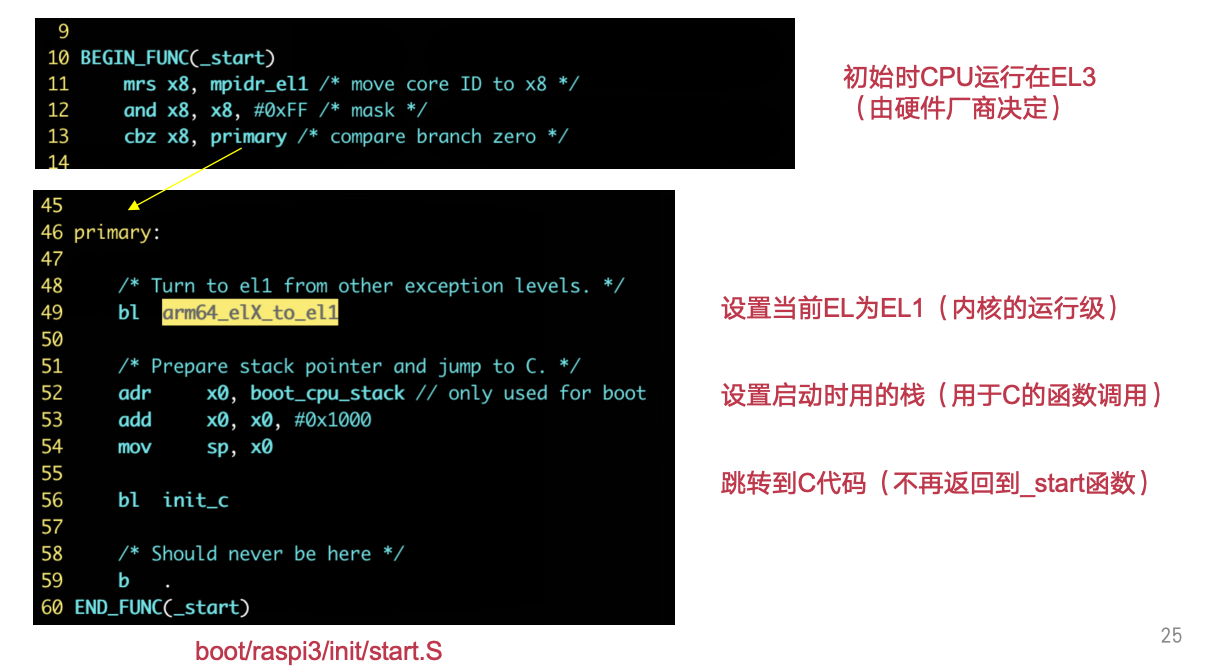 9
10 BEGIN_FUNC(_start)
11 mrs x8, mpidr_el1 /* move core ID to x8 */
12 and x8, x8, #0xFF /* mask */
13 cbz x8, primary /* compare branch zero */
14
初始时CPU运行在EL3
（由硬件厂商决定）
45
46 primary:
47
48 /* Turn to el1 from other exception levels. */
49 bl arm64_elX_to_el1
50
51 /* Prepare stack pointer and jump to C. */
52 adr x0, boot_cpu_stack // only used for boot
53 add x0, x0, #0x1000
54 mov sp, x0
55
56 bl init_c
57
58 /* Should never be here */
59 b .
60 END_FUNC(_start)
设置当前EL为EL1（内核的运行级）
设置启动时用的栈（用于C的函数调用）
跳转到C代码（不再返回到_start函数）
boot/raspi3/init/start.S
25